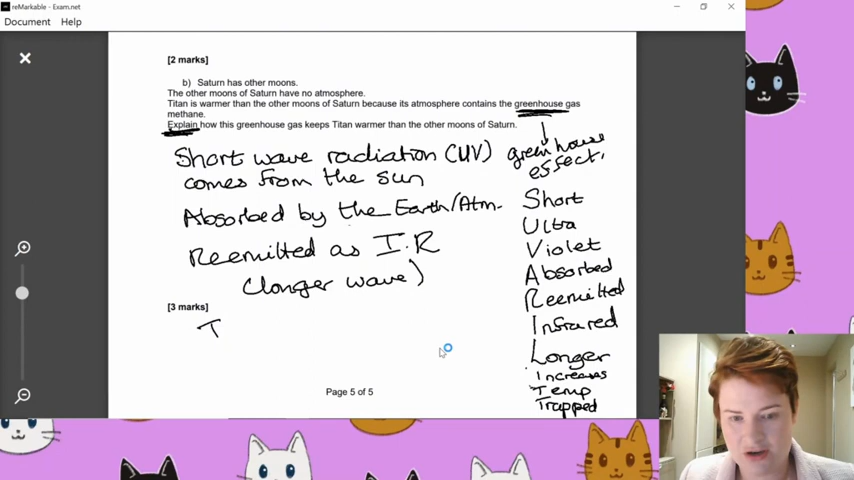 reMarkable - Exam.net
Document Help
[2 marks]
b) Saturn has other moons.
The other moons of Saturn have no atmosphere.
Titan is warmer than the other moons of Saturn because its atmosphere contains the greenhouse gas
methane.
Explain how this greenhouse gas keeps Titan warmer than the other moons of Saturn.
Short wave radiation (UV)
comes from the sun
Absorbed by the Earth/Atm.
Reemitted as I.R
(longer wave)
[3 marks]
T
greenhouse
effect.
Short
Ultra
Violet
Absorbed
Reemitted
Infrared
Longer
Increases
Temp
Trapped
Page 5 of 5